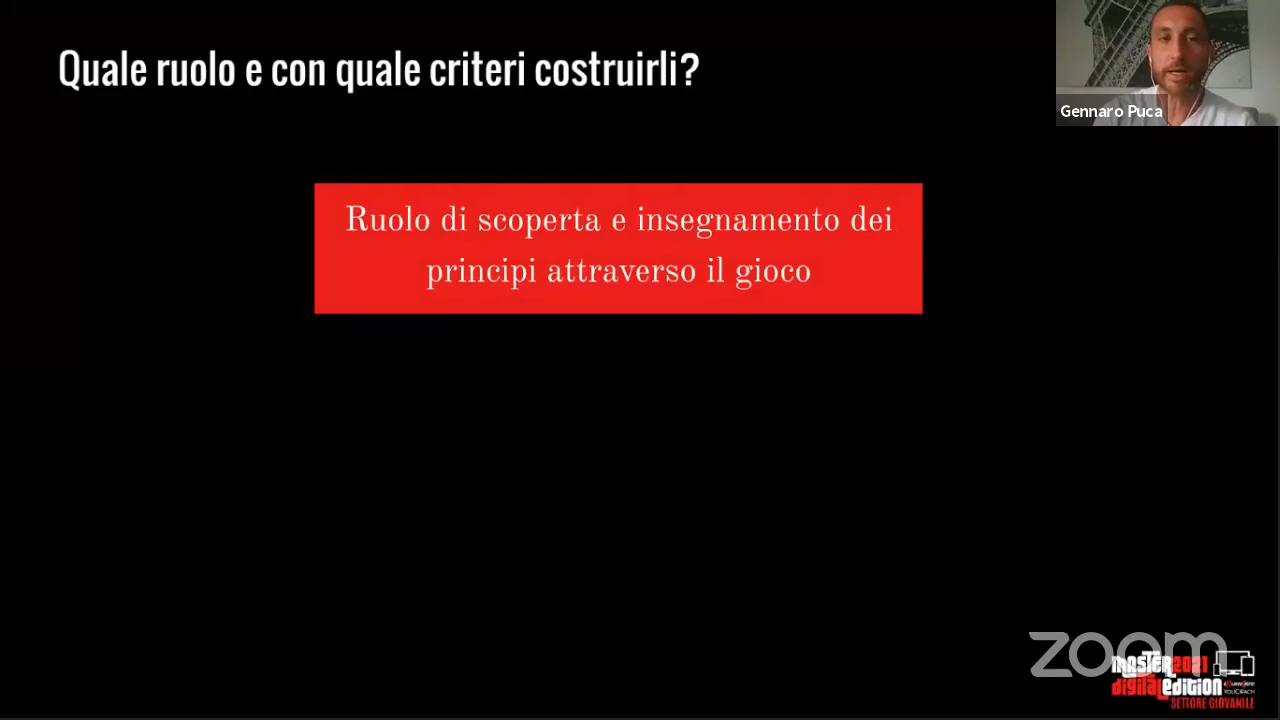 Quale ruolo e con quale criteri costruirli?
Gennaro Puca
Ruolo di scoperta e insegnamento dei
principi attraverso il gioco
zoom
MASTER 2021
digital edition
YOUCOACH
SETTORE GIOVANILE